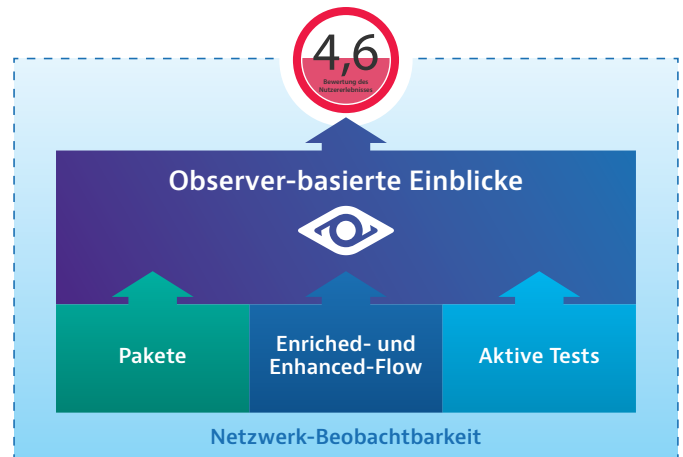 4,6
Bewertung des
Nutzererlebnisses
Observer-basierte Einblicke
Pakete
Enriched- und
Enhanced-Flow
Aktive Tests
Netzwerk-Beobachtbarkeit